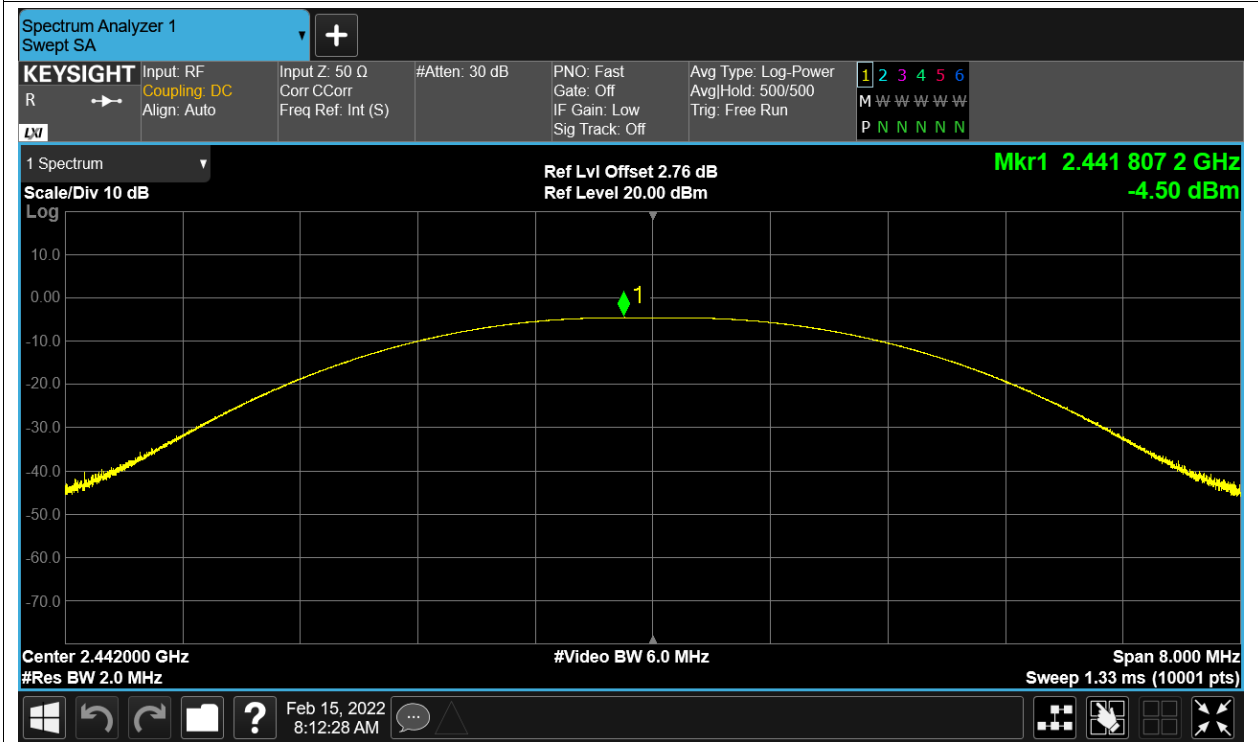 Spectrum Analyzer 1
Swept SA
KEYSIGHT
R
LXI
Input: RF
Coupling: DC
Align: Auto
Input Z: 50 Ω
Corr CCorr
Freq Ref: Int (S)
#Atten: 30 dB
PNO: Fast
Gate: Off
IF Gain: Low
Sig Track: Off
Avg Type: Log-Power
Avg|Hold: 500/500
Trig: Free Run
1 2 3 4 5 6
M W W W W W
P N N N N N
1 Spectrum
Scale/Div 10 dB
Log
Ref Lvl Offset 2.76 dB
Ref Level 20.00 dBm
Mkr1 2.441 807 2 GHz
-4.50 dBm
1
10.0
0.00
-10.0
-20.0
-30.0
-40.0
-50.0
-60.0
-70.0
Center 2.442000 GHz
#Res BW 2.0 MHz
#Video BW 6.0 MHz
Span 8.000 MHz
Sweep 1.33 ms (10001 pts)
?
Feb 15, 2022
8:12:28 AM